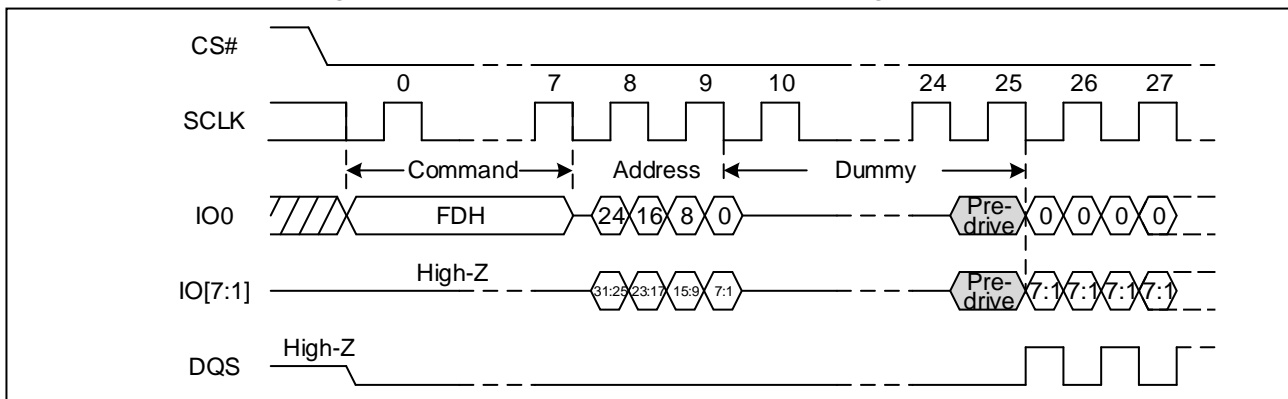 CS#
0 7 8 9 10 24 25 26 27
SCLK
Command Address Dummy
IO0 FDH 24 16 8 0 Pre-drive 0 0 0 0
High-Z
IO[7:1] 31:25 23:17 15:9 7:1 Pre-drive 7:1 7:1 7:1 7:1
High-Z
DQS